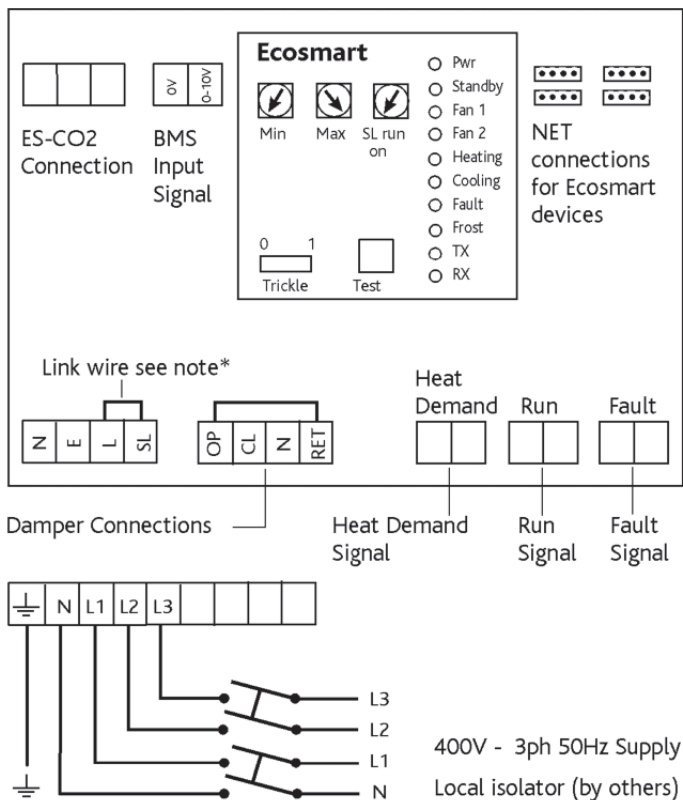 Ecosmart
Min
Max
SL run
on
0 1
Trickle
Test
Pwr
Standby
Fan 1
Fan 2
Heating
Cooling
Fault
Frost
TX
RX
ES-CO2
Connection
0V
0-10V
BMS
Input
Signal
NET
connections
for Ecosmart
devices
Link wire see note*
N E L SL
OP CL N RET
Heat
Demand
Run
Fault
Damper Connections
Heat Demand
Signal
Run
Signal
Fault
Signal
N L1 L2 L3
L3
L2
L1
N
400V - 3ph 50Hz Supply
Local isolator (by others)